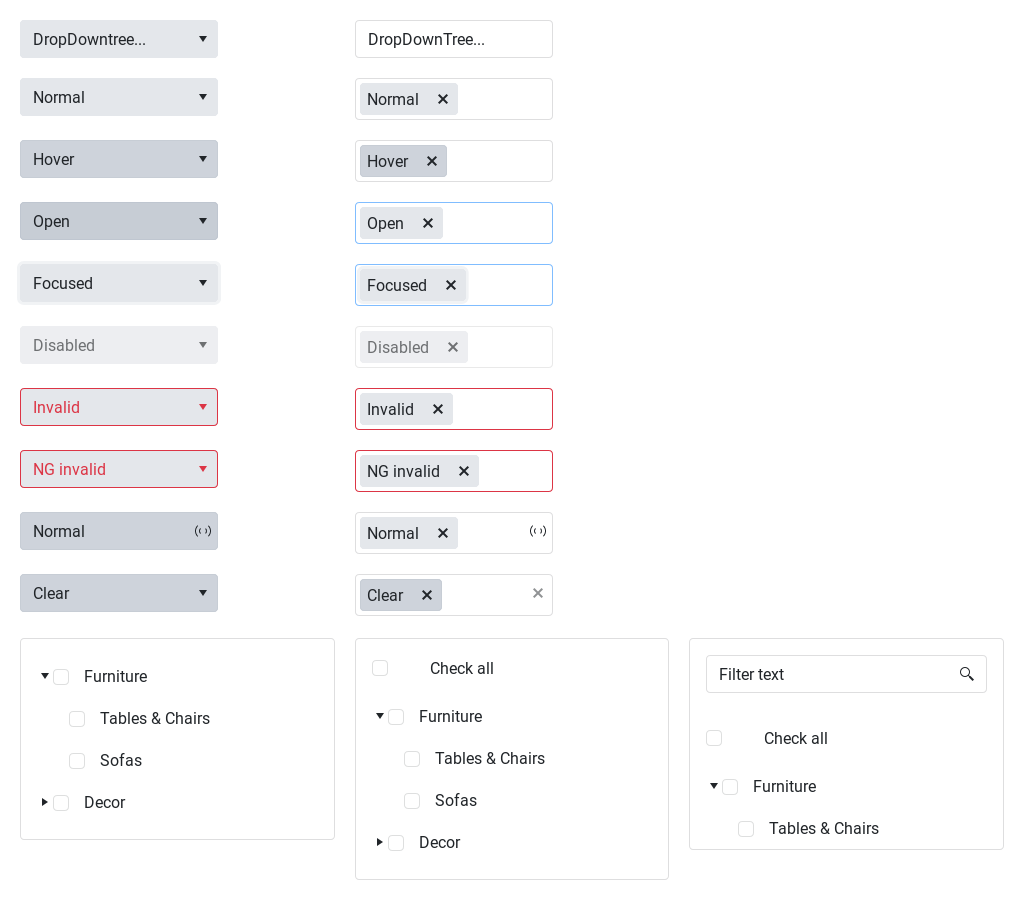 DropDowntree...
DropDownTree...
Normal
Normal
Hover
Hover
Open
Open
Focused
Focused
Disabled
Disabled
Invalid
Invalid
NG invalid
NG invalid
Normal
Normal
Clear
Clear
Furniture
Tables & Chairs
Sofas
Decor
Check all
Furniture
Tables & Chairs
Sofas
Decor
Filter text
Check all
Furniture
Tables & Chairs